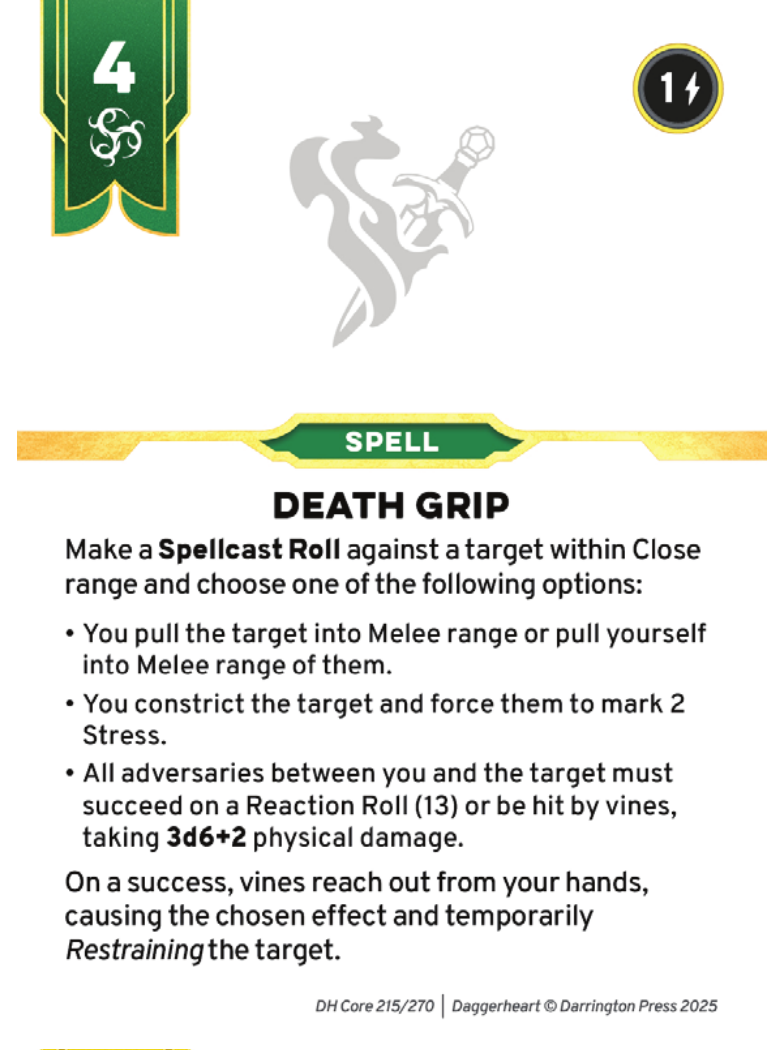 4
1
SPELL
DEATH GRIP
Make a Spellcast Roll against a target within Close
range and choose one of the following options:
• You pull the target into Melee range or pull yourself
into Melee range of them.
• You constrict the target and force them to mark 2
Stress.
• All adversaries between you and the target must
succeed on a Reaction Roll (13) or be hit by vines,
taking 3d6+2 physical damage.
On a success, vines reach out from your hands,
causing the chosen effect and temporarily
Restraining the target.
DH Core 215/270 | Daggerheart © Darrington Press 2025